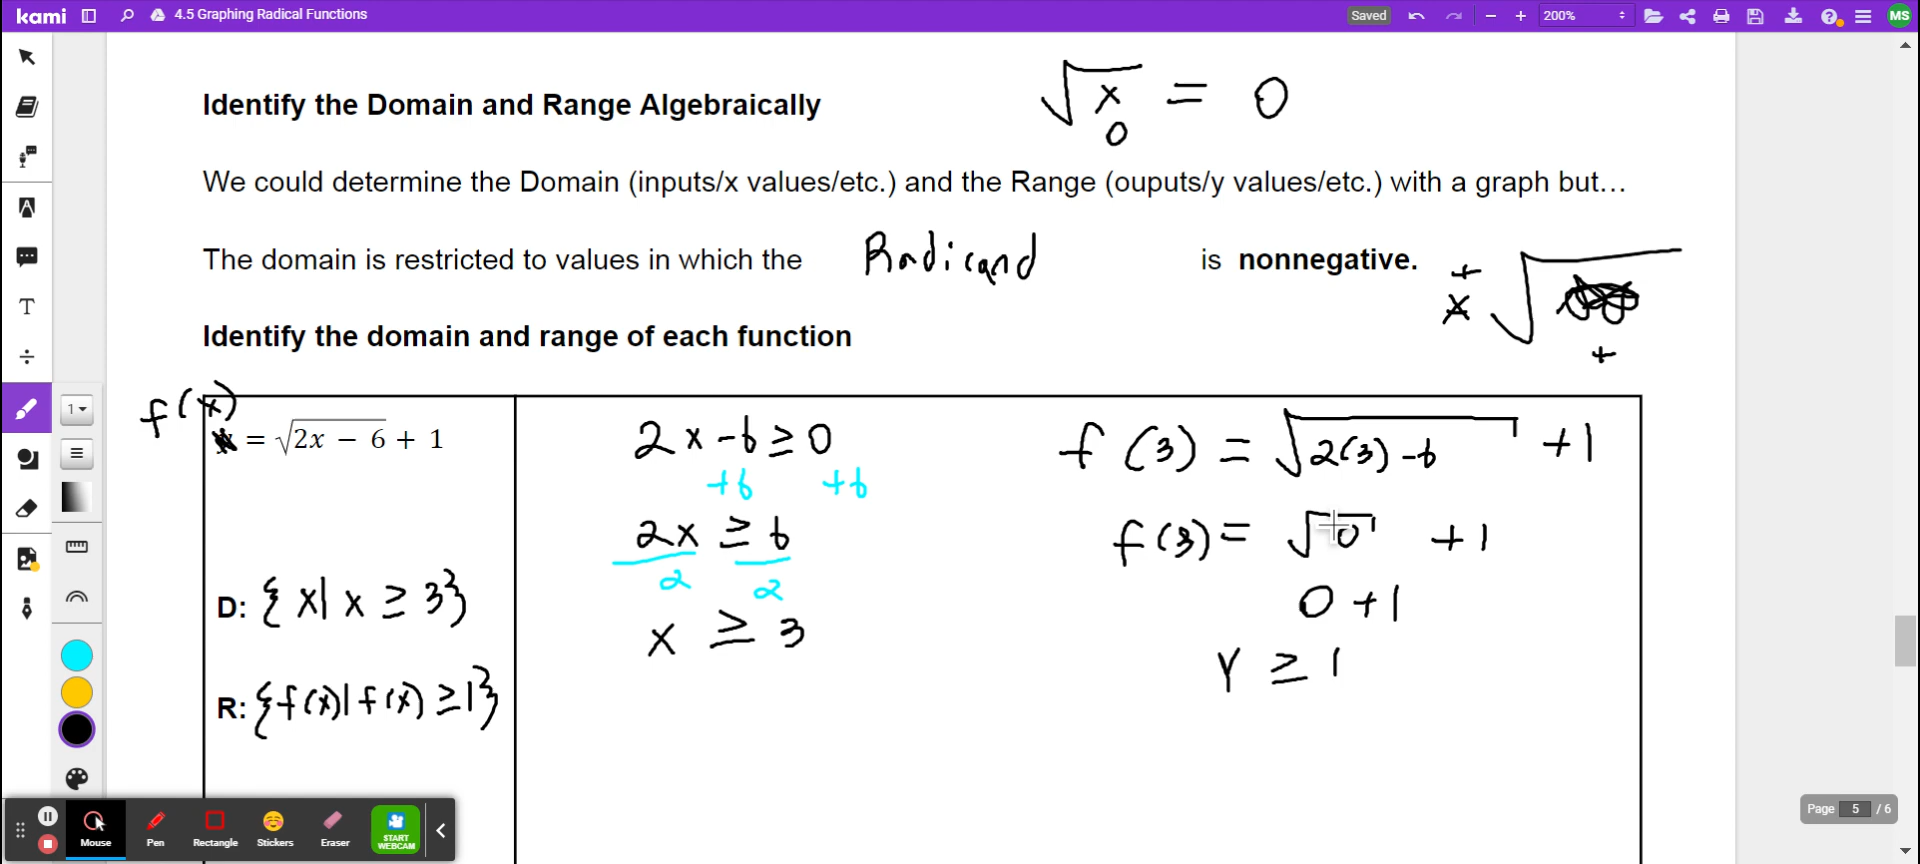 kami 4.5 Graphing Radical Functions Saved 200% MS
√x = 0
0
Identify the Domain and Range Algebraically
We could determine the Domain (inputs/x values/etc.) and the Range (ouputs/y values/etc.) with a graph but...
The domain is restricted to values in which the Radicand is nonnegative.
+
x √
+
Identify the domain and range of each function
f(x)
= √2x − 6 + 1
2x-6≥0
+6 +6
2x ≥ 6
2 2
x ≥ 3
f(3) = √2(3)-6 +1
f(3) = √0 +1
0 +1
Y ≥ 1
D: {x| x ≥ 3}
R: {f(x)| f(x) ≥1}
T
1
Page 5 / 6
Mouse Pen Rectangle Stickers Eraser START WEBCAM